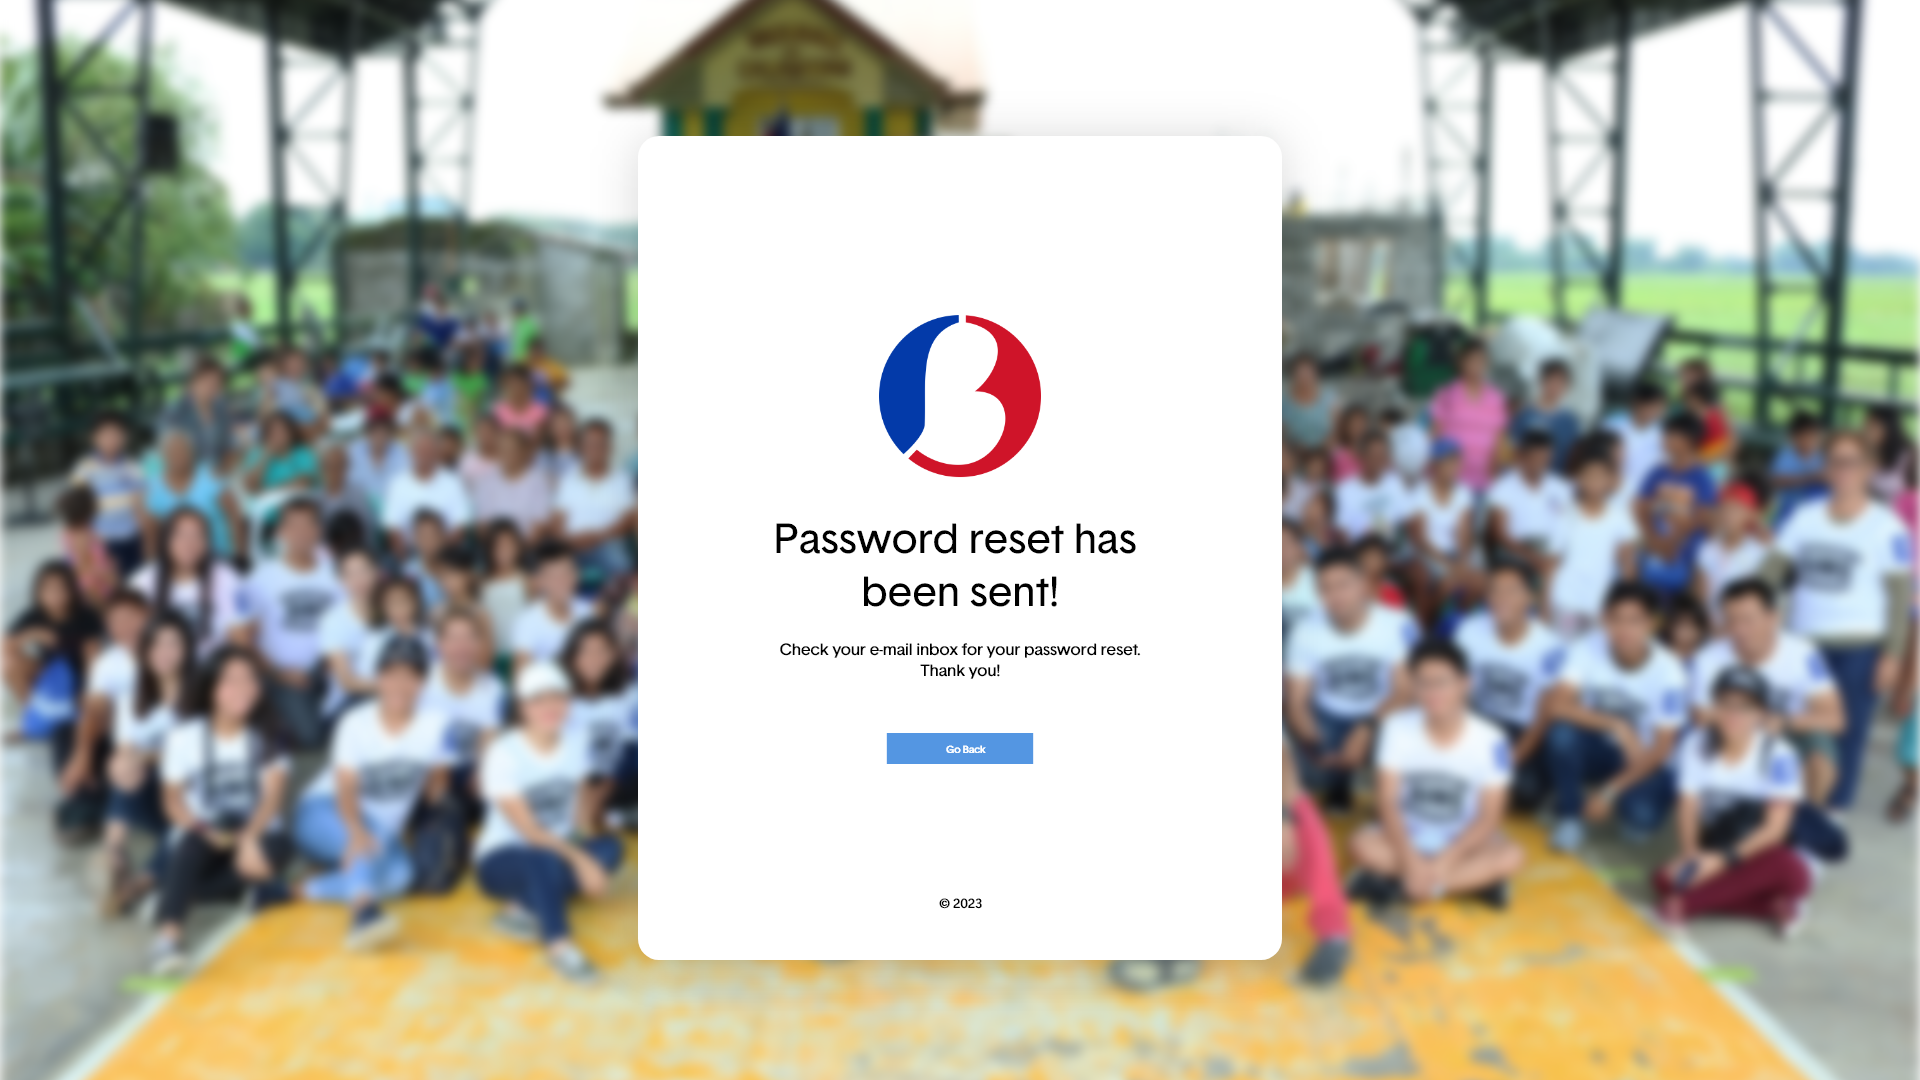 Password reset has
been sent!
Check your e-mail inbox for your password reset.
Thank you!
Go Back
© 2023